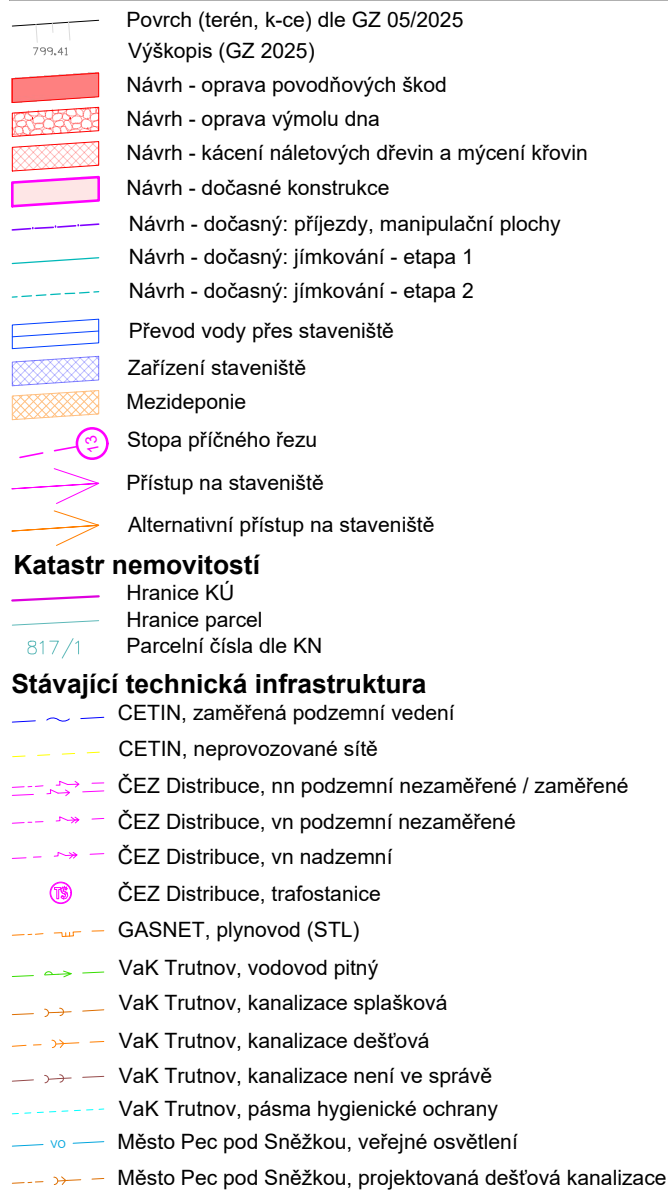 Povrch (terén, k-ce) dle GZ 05/2025
799.41 Výškopis (GZ 2025)
Návrh - oprava povodňových škod
Návrh - oprava výmolu dna
Návrh - kácení náletových dřevin a mýcení křovin
Návrh - dočasné konstrukce
Návrh - dočasný: příjezdy, manipulační plochy
Návrh - dočasný: jímkování - etapa 1
Návrh - dočasný: jímkování - etapa 2
Převod vody přes staveniště
Zařízení staveniště
Mezideponie
13 Stopa příčného řezu
Přístup na staveniště
Alternativní přístup na staveniště
Katastr nemovitostí
Hranice KÚ
Hranice parcel
817/1 Parcelní čísla dle KN
Stávající technická infrastruktura
CETIN, zaměřená podzemní vedení
CETIN, neprovozované sítě
ČEZ Distribuce, nn podzemní nezaměřené / zaměřené
ČEZ Distribuce, vn podzemní nezaměřené
ČEZ Distribuce, vn nadzemní
TŠ ČEZ Distribuce, trafostanice
GASNET, plynovod (STL)
VaK Trutnov, vodovod pitný
VaK Trutnov, kanalizace splašková
VaK Trutnov, kanalizace dešťová
VaK Trutnov, kanalizace není ve správě
VaK Trutnov, pásma hygienické ochrany
VO Město Pec pod Sněžkou, veřejné osvětlení
Město Pec pod Sněžkou, projektovaná dešťová kanalizace